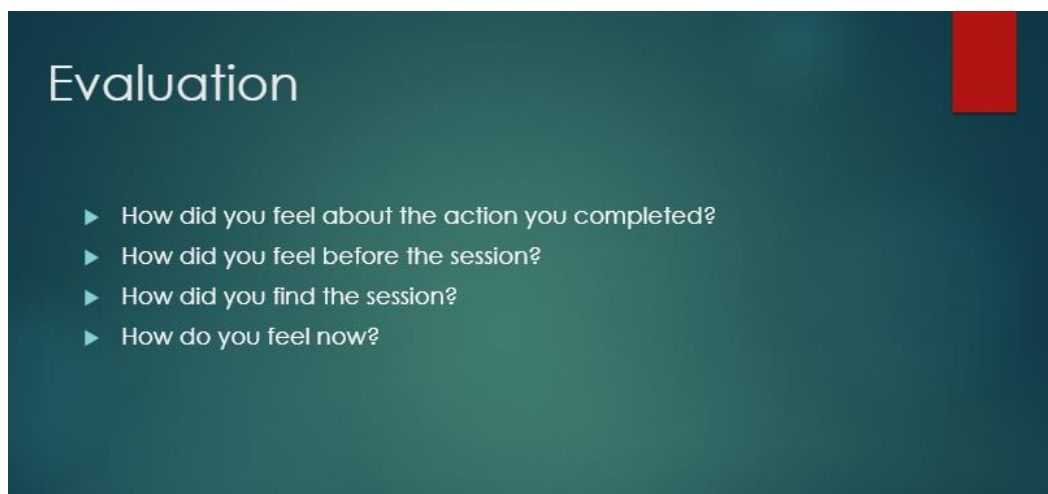 Evaluation
How did you feel about the action you completed?
How did you feel before the session?
How did you find the session?
How do you feel now?